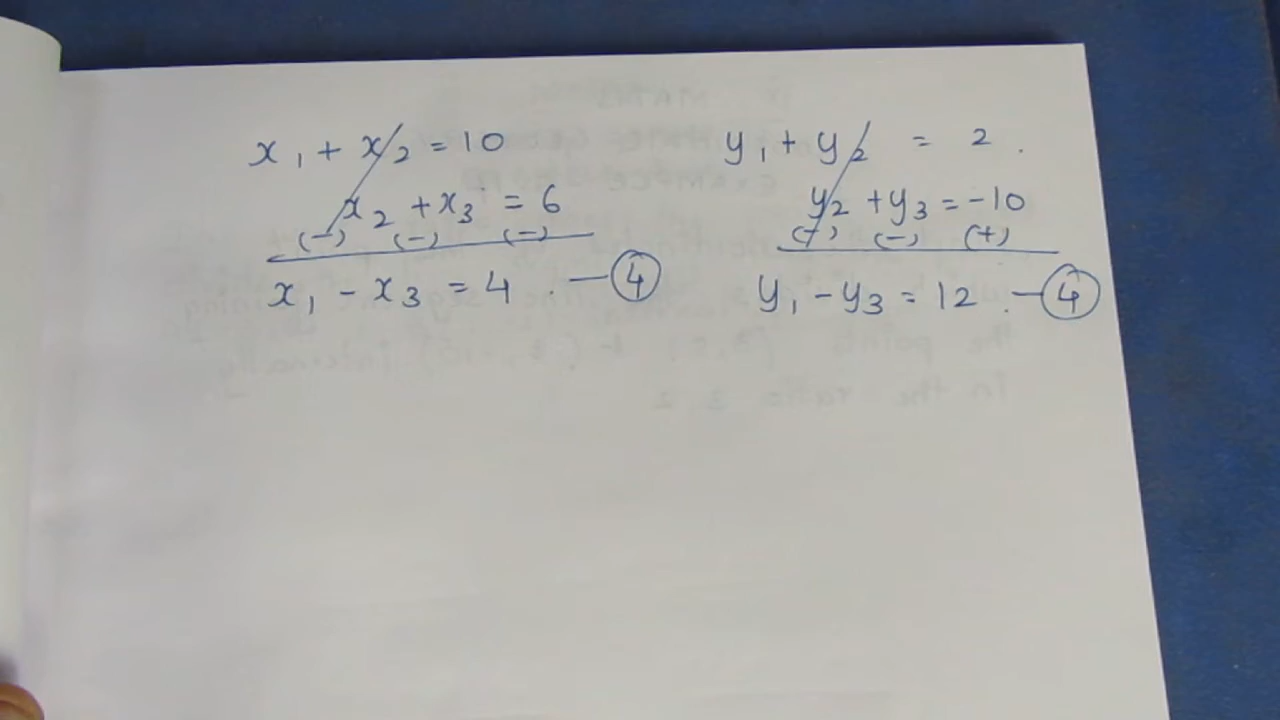 x₁ + x₂ = 10
x₂ + x₃ = 6
(–) (–) (–)
x₁ – x₃ = 4. — ④
y₁ + y₂ = 2.
y₂ + y₃ = -10
(–) (–) (+)
y₁ – y₃ = 12. — ④